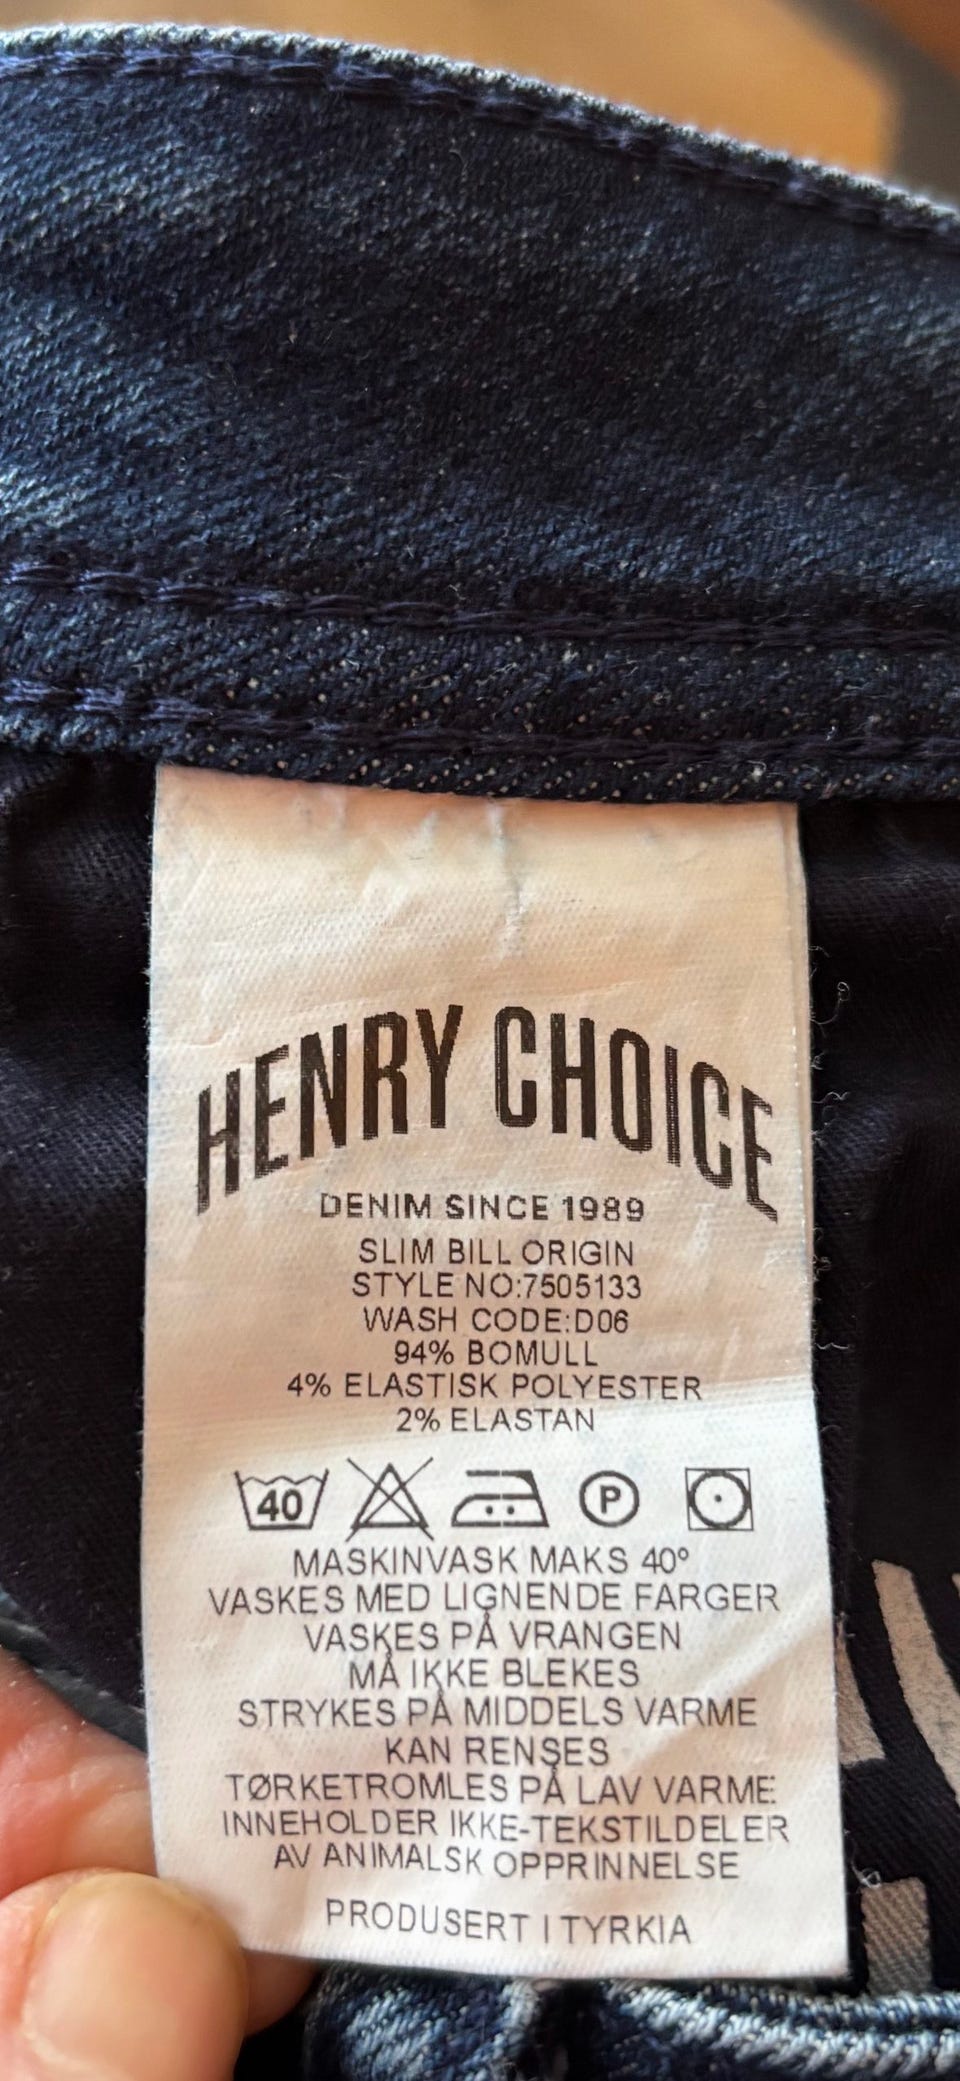 HENRY CHOICE
DENIM SINCE 1989
SLIM BILL ORIGIN
STYLE NO:7505133
WASH CODE:D06
94% BOMULL
4% ELASTISK POLYESTER
2% ELASTAN
40 P
MASKINVASK MAKS 40°
VASKES MED LIGNENDE FARGER
VASKES PÅ VRANGEN
MÅ IKKE BLEKES
STRYKES PÅ MIDDELS VARME
KAN RENSES
TØRKETROMLES PÅ LAV VARME
INNEHOLDER IKKE-TEKSTILDELER
AV ANIMALSK OPPRINNELSE
PRODUSERT I TYRKIA